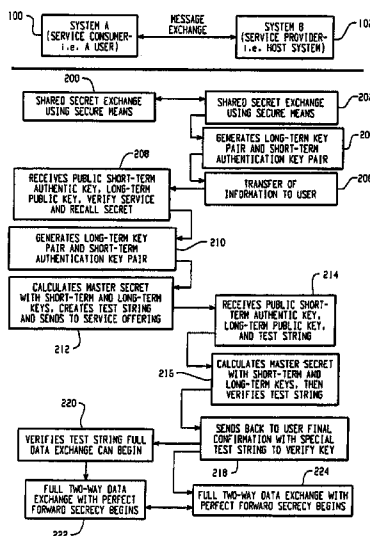 100
SYSTEM A
(SERVICE CONSUMER-
i.e. A USER)
MESSAGE
EXCHANGE
SYSTEM B
(SERVICE PROVIDER-
i.e. HOST SYSTEM)
10
200
SHARED SECRET EXCHANGE
USING SECURE MEANS
SHARED SECRET EXCHANGE
USING SECURE MEANS
20
GENERATES LONG-TERM KEY
PAIR AND SHORT-TERM
AUTHENTICATION KEY PAIR
20
208
RECEIVES PUBLIC SHORT-TERM
AUTHENTIC KEY, LONG-TERM
PUBLIC KEY, VERIFY SERVICE
AND RECALL SECRET
TRANSFER OF
INFORMATION TO USER
20
GENERATES LONG-TERM KEY
PAIR AND SHORT-TERM
AUTHENTICATION KEY PAIR
210
CALCULATES MASTER SECRET
WITH SHORT-TERM AND LONG-TERM
KEYS, CREATES TEST STRING
AND SENDS TO SERVICE OFFERING
212
214
RECEIVES PUBLIC SHORT-
TERM AUTHENTIC KEY,
LONG-TERM PUBLIC KEY,
AND TEST STRING
216
CALCULATES MASTER SECRET
WITH SHORT-TERM AND
LONG-TERM KEYS, THEN
VERIFIES TEST STRING
220
VERIFIES TEST STRING FULL
DATA EXCHANGE CAN BEGIN
SENDS BACK TO USER FINAL
CONFIRMATION WITH SPECIAL
TEST STRING TO VERIFY KEY
218
224
FULL TWO-WAY DATA
EXCHANGE WITH PERFECT
FORWARD SECRECY BEGINS
222
FULL TWO-WAY DATA EXCHANGE WITH
PERFECT FORWARD SECRECY BEGINS